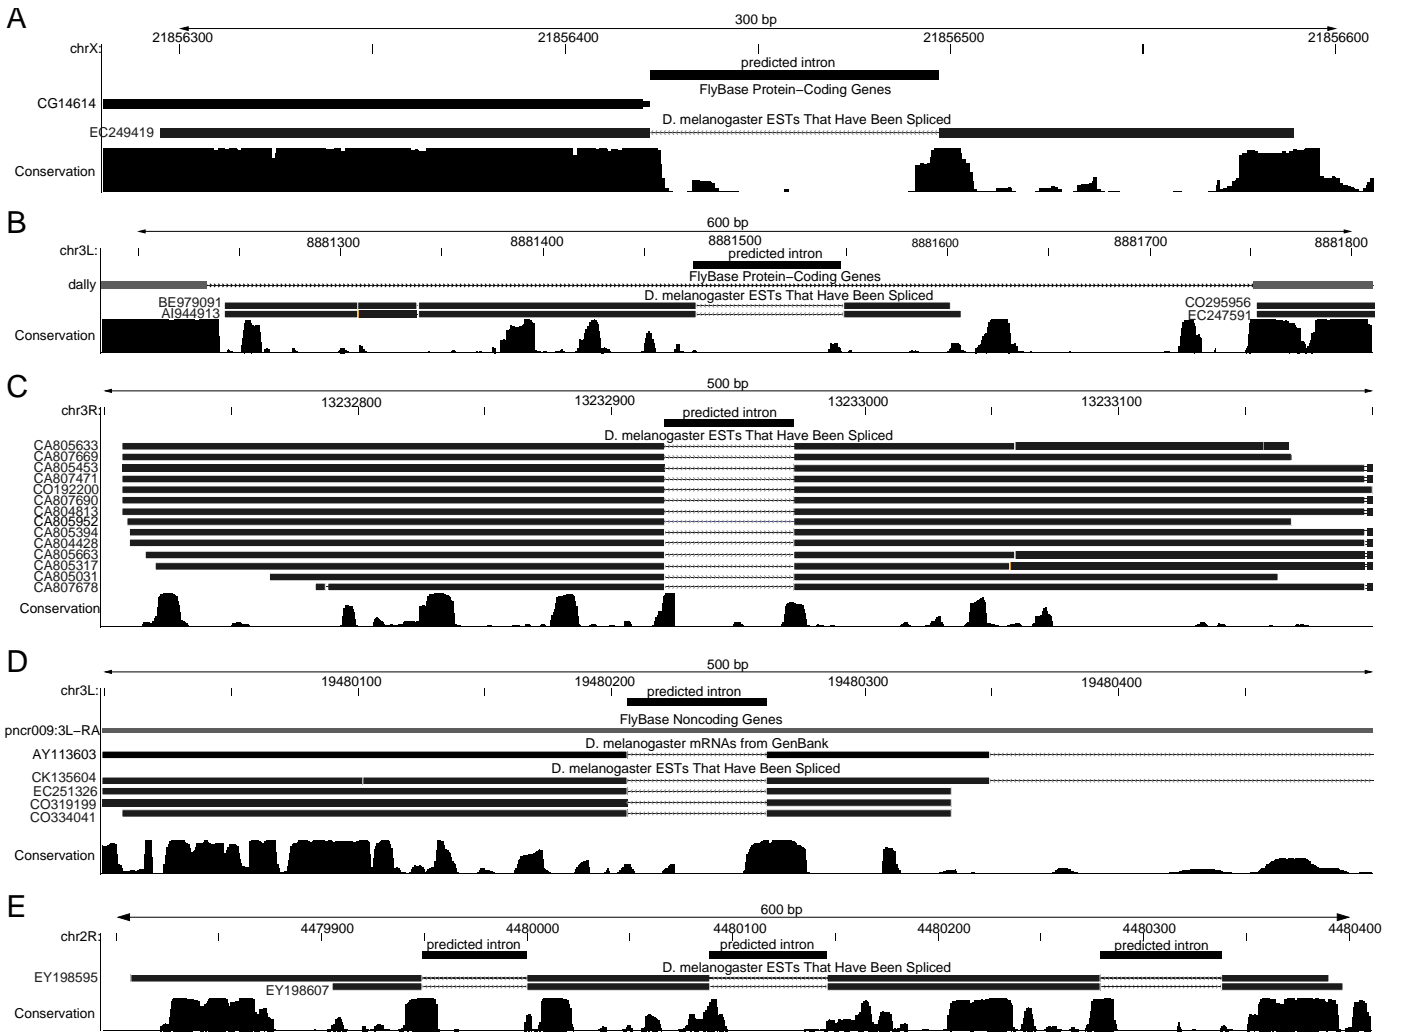 A
300 bp
chrX:
21856300
21856400
21856500
21856600
predicted intron
FlyBase Protein−Coding Genes
CG14614
D. melanogaster ESTs That Have Been Spliced
EC249419
Conservation
B
600 bp
chr3L:
8881300
8881400
8881500
8881600
8881700
8881800
predicted intron
FlyBase Protein−Coding Genes
dally
D. melanogaster ESTs That Have Been Spliced
BE979091
CO295956
AI944913
EC247591
Conservation
C
500 bp
chr3R:
13232800
13232900
13233000
13233100
predicted intron
D. melanogaster ESTs That Have Been Spliced
CA805633
CA807669
CA805453
CA807471
CO192200
CA807690
CA804813
CA805952
CA805394
CA804428
CA805663
CA805317
CA805031
CA807678
Conservation
D
500 bp
chr3L:
19480100
19480200
19480300
19480400
predicted intron
FlyBase Noncoding Genes
pncr009:3L−RA
D. melanogaster mRNAs from GenBank
AY113603
D. melanogaster ESTs That Have Been Spliced
CK135604
EC251326
CO319199
CO334041
Conservation
E
600 bp
chr2R:
4479900
4480000
4480100
4480200
4480300
4480400
predicted intron
predicted intron
predicted intron
D. melanogaster ESTs That Have Been Spliced
EY198595
EY198607
Conservation